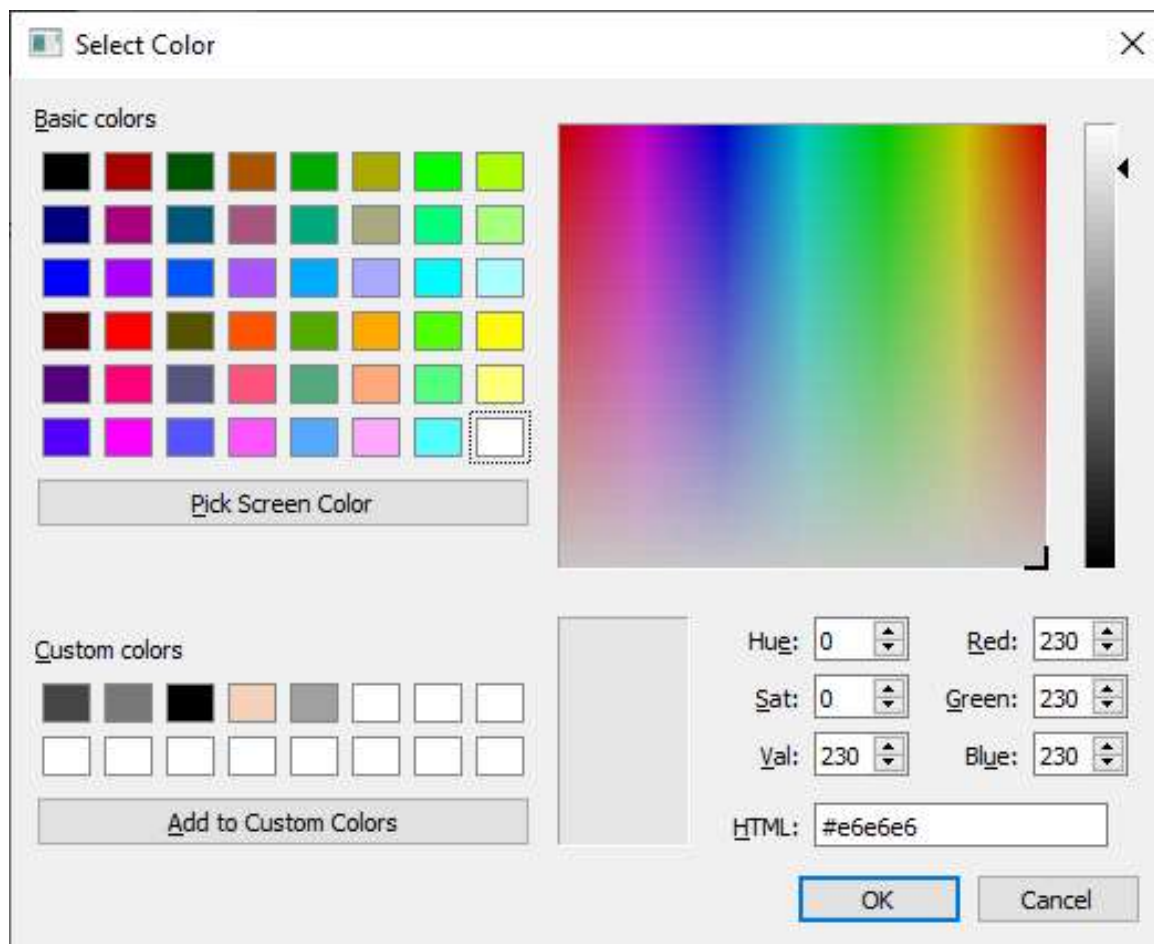 Select Color
Basic colors
Pick Screen Color
Custom colors
Add to Custom Colors
Hue: 0 Red: 230
Sat: 0 Green: 230
Val: 230 Blue: 230
HTML: #e6e6e6
OK Cancel